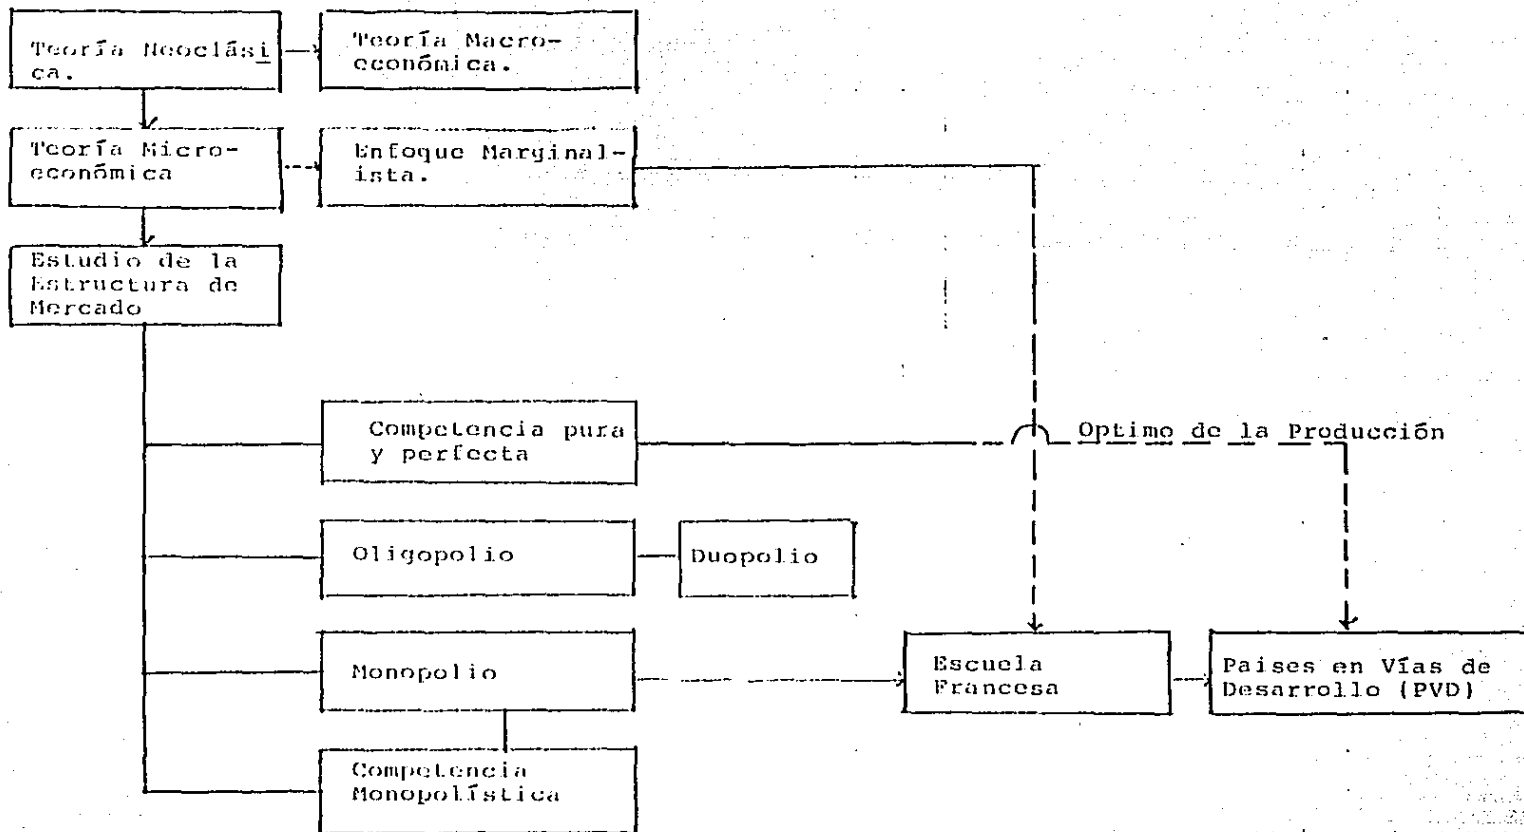 Teoría Neoclási
ca.
Teoría Macro-
económica.
Teoría Micro-
económica
Enfoque Marginal-
ista.
Estudio de la
Estructura de
Mercado
Competencia pura
y perfecta
Optimo de la Producción
Oligopolio
Duopolio
Monopolio
Escuela
Francesa
Paises en Vías de
Desarrollo (PVD)
Competencia
Monopolística